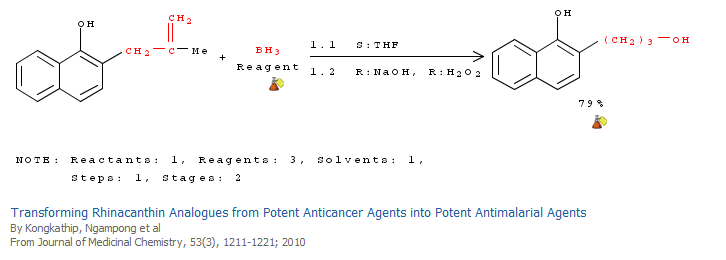 OH
CH2
CH2 C Me
+
BH3
Reagent
1.1 S:THF
1.2 R:NaOH, R:H2O2
OH
(CH2)3 OH
79%
NOTE: Reactants: 1, Reagents: 3, Solvents: 1,
Steps: 1, Stages: 2
Transforming Rhinacanthin Analogues from Potent Anticancer Agents into Potent Antimalarial Agents
By Kongkathip, Ngampong et al
From Journal of Medicinal Chemistry, 53(3), 1211-1221; 2010